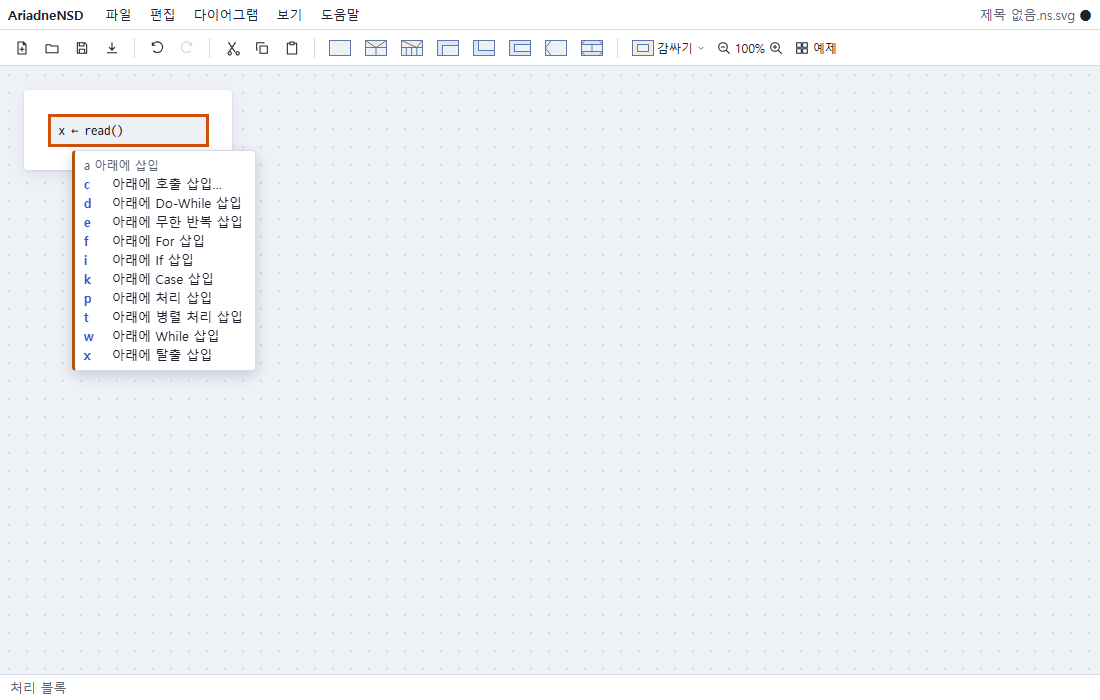 AriadneNSD 파일 편집 다이어그램 보기 도움말 제목 없음.ns.svg
감싸기 100% 예제
x ← read()
a 아래에 삽입
c 아래에 호출 삽입...
d 아래에 Do-While 삽입
e 아래에 무한 반복 삽입
f 아래에 For 삽입
i 아래에 If 삽입
k 아래에 Case 삽입
p 아래에 처리 삽입
t 아래에 병렬 처리 삽입
w 아래에 While 삽입
x 아래에 탈출 삽입
처리 블록